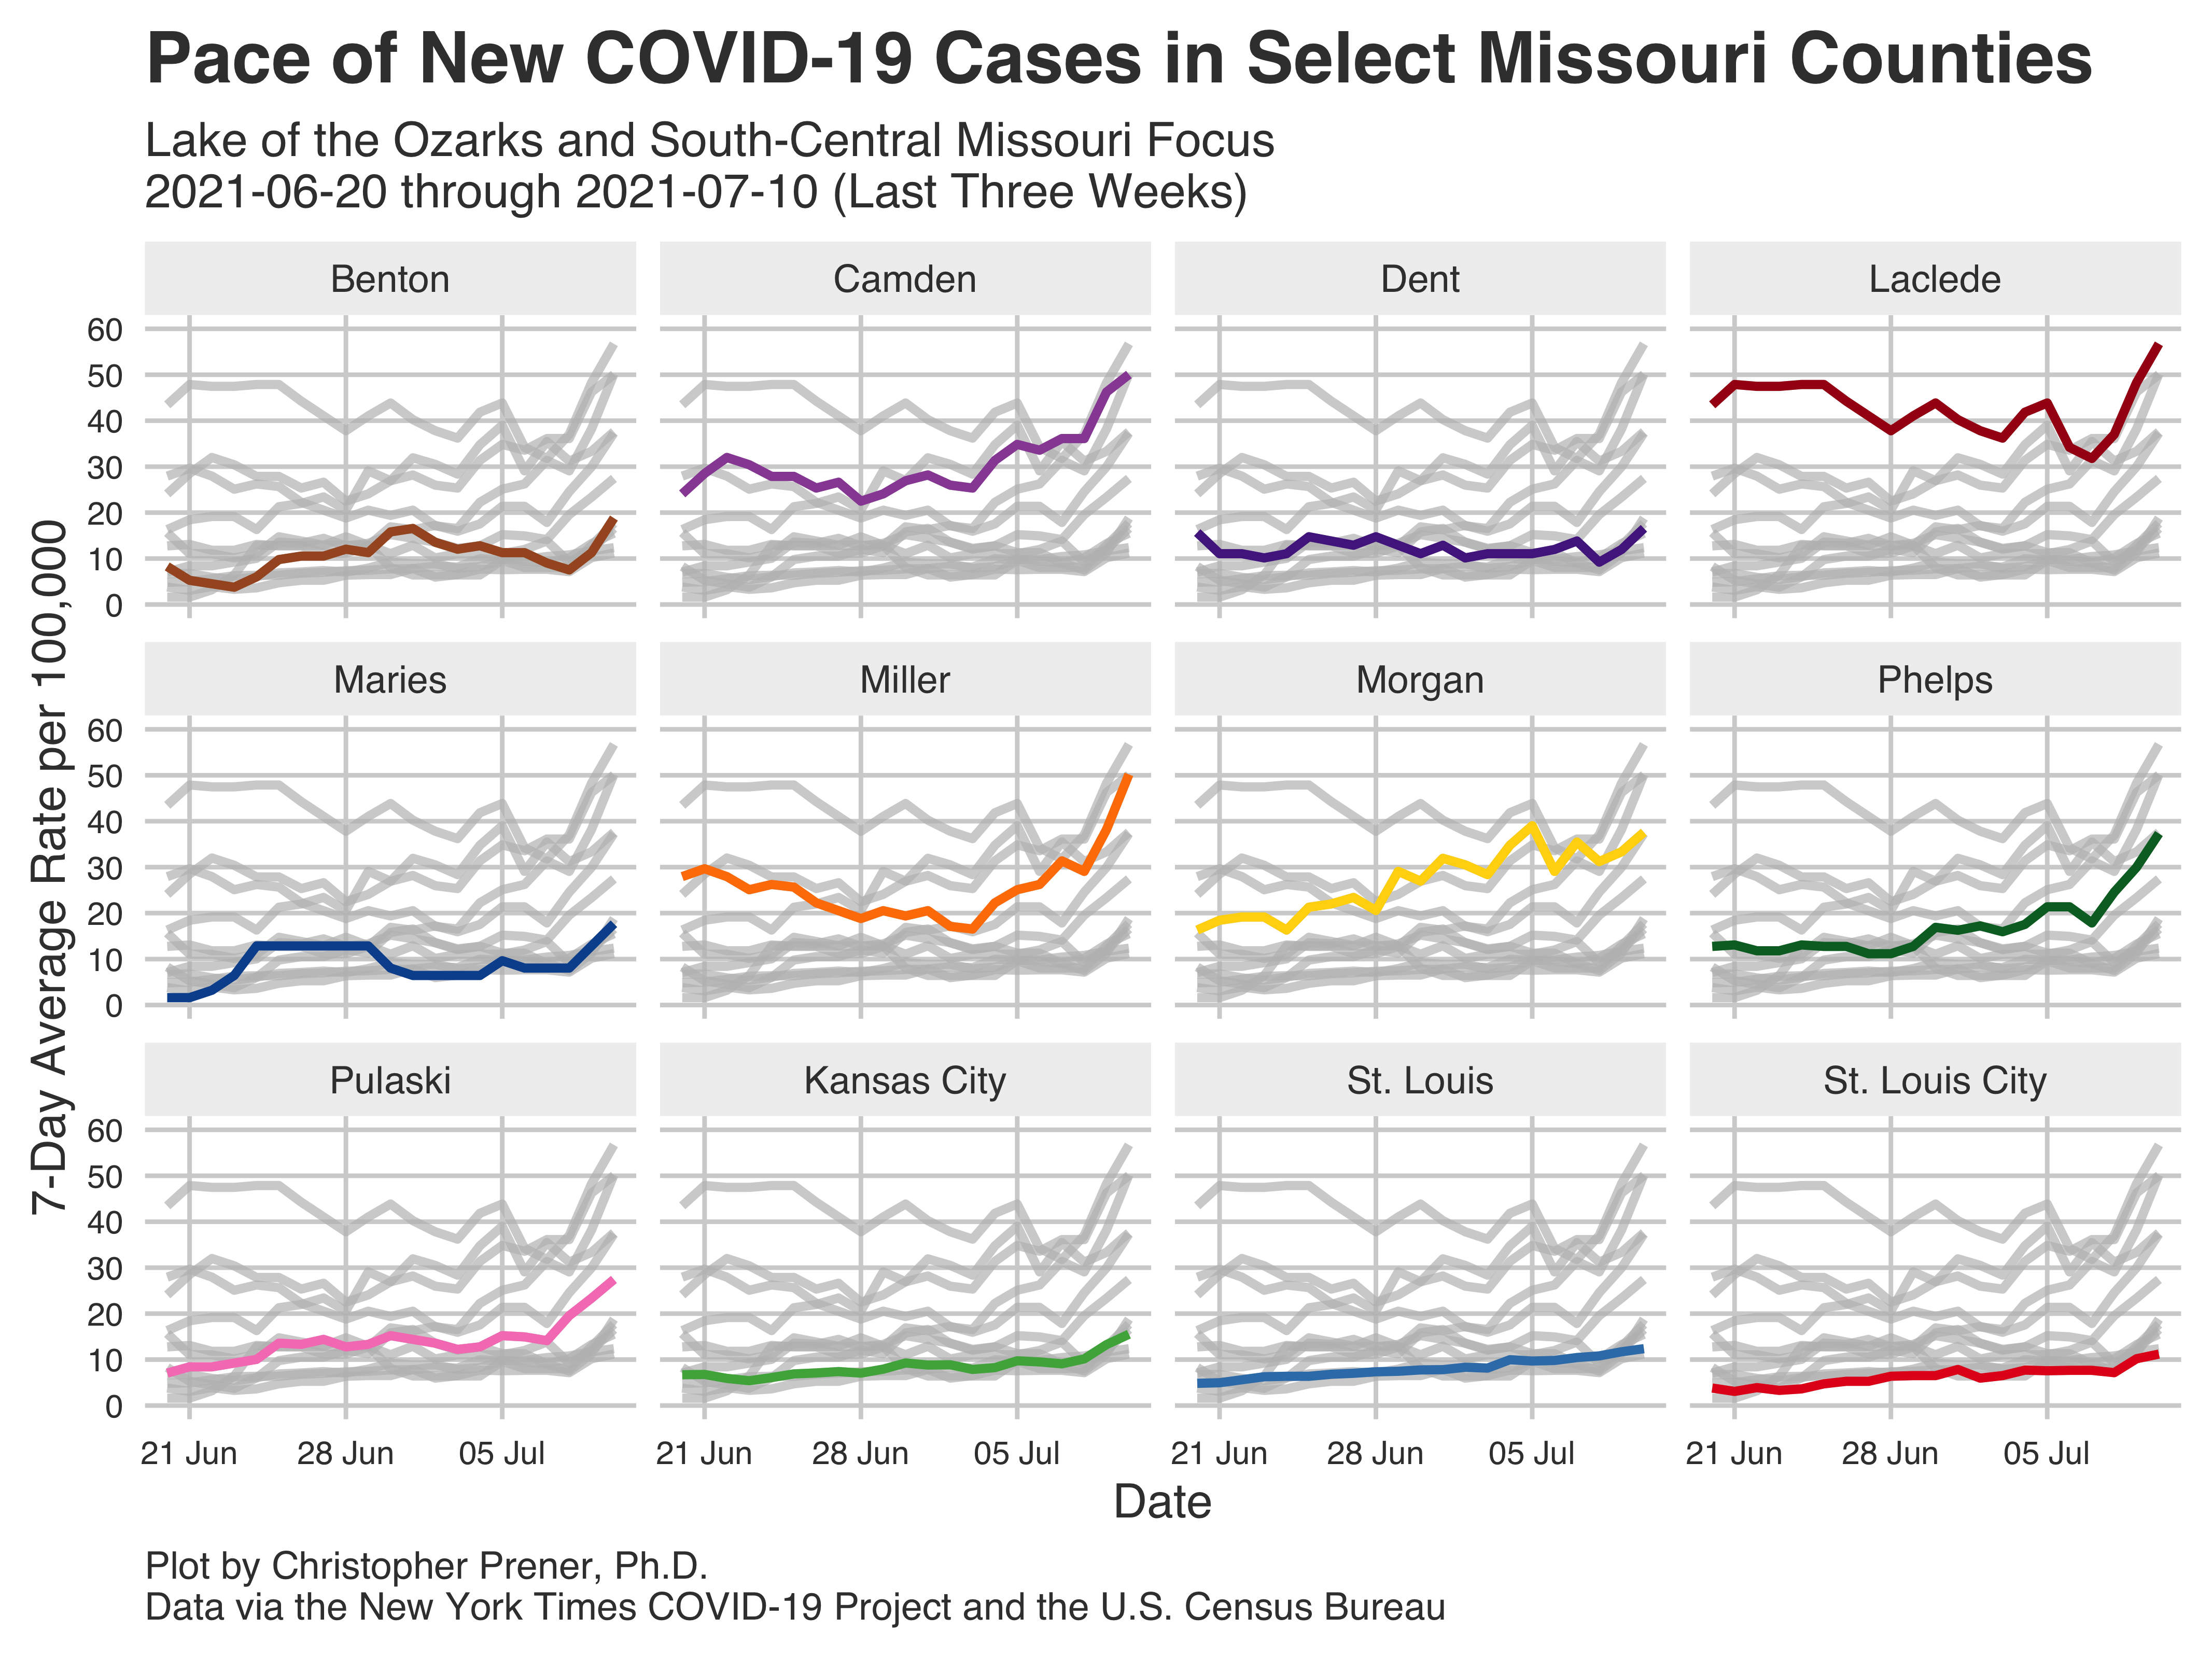 Pace of New COVID-19 Cases in Select Missouri Counties
Lake of the Ozarks and South-Central Missouri Focus
2021-06-20 through 2021-07-10 (Last Three Weeks)
7-Day Average Rate per 100,000
Benton
Camden
Dent
Laclede
60
50
40
30
20
10
0
Maries
Miller
Morgan
Phelps
60
50
40
30
20
10
0
Pulaski
Kansas City
St. Louis
St. Louis City
60
50
40
30
20
10
0
21 Jun 28 Jun 05 Jul
21 Jun 28 Jun 05 Jul
21 Jun 28 Jun 05 Jul
21 Jun 28 Jun 05 Jul
Date
Plot by Christopher Prener, Ph.D.
Data via the New York Times COVID-19 Project and the U.S. Census Bureau